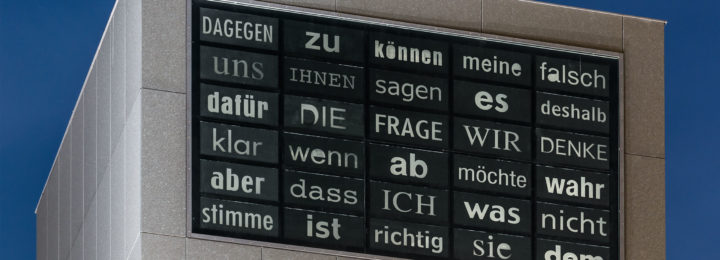 DAGEGEN zu können meine falsch
uns IHNEN sagen es deshalb
dafür DIE FRAGE WIR DENKE
klar wenn ab möchte wahr
aber dass ICH was nicht
stimme ist richtig sie dem